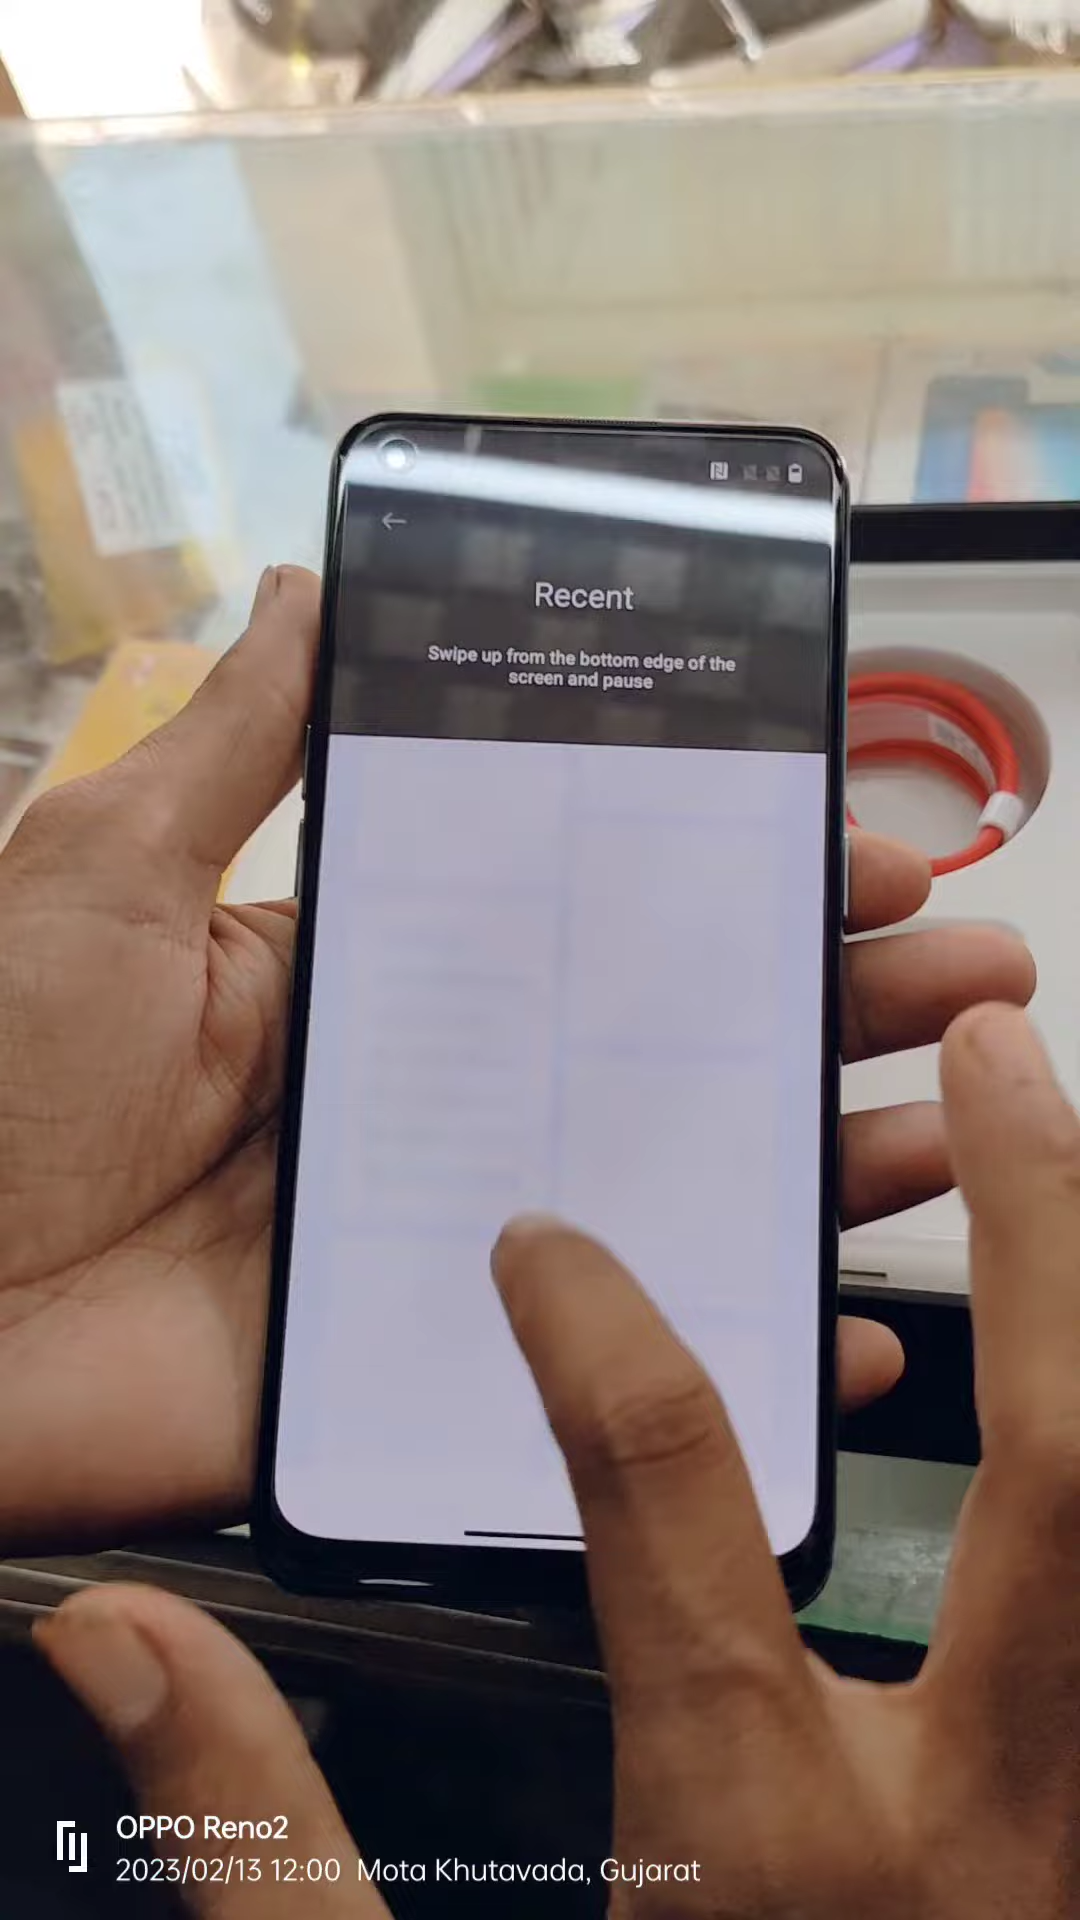 Recent
Swipe up from the bottom edge of the
screen and pause
OPPO Reno2
2023/02/13 12:00 Mota Khutavada, Gujarat